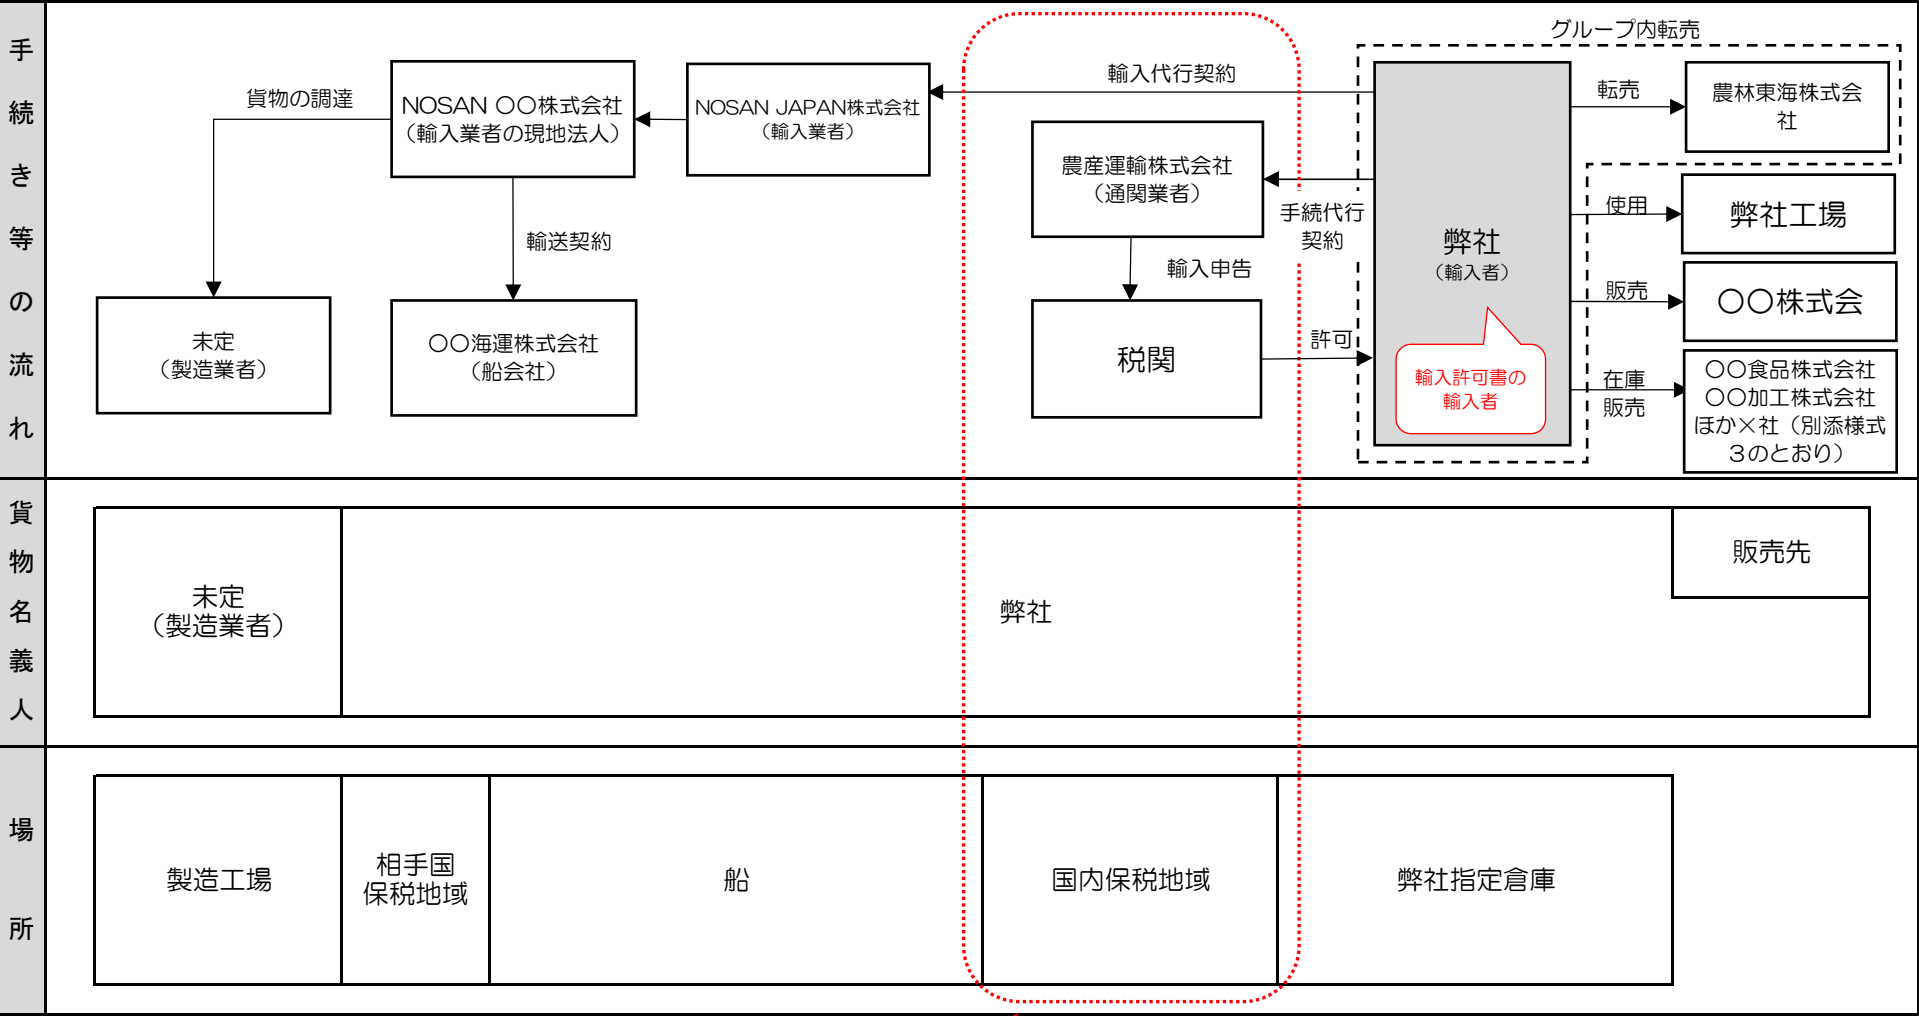 手続き等の流れ
グループ内転売
貨物の調達
NOSAN 〇〇株式会社
（輸入業者の現地法人）
NOSAN JAPAN株式会社
（輸入業者）
輸入代行契約
農産運輸株式会社
（通関業者）
手続代行
契約
輸送契約
輸入申告
未定
（製造業者）
〇〇海運株式会社
（船会社）
税関
許可
弊社
（輸入者）
輸入許可書の
輸入者
転売
農林東海株式会
社
使用
弊社工場
販売
〇〇株式会
在庫
販売
〇〇食品株式会社
〇〇加工株式会社
ほか×社（別添様式
３のとおり）
貨物名義人
未定
（製造業者）
弊社
販売先
場所
製造工場
相手国
保税地域
船
国内保税地域
弊社指定倉庫